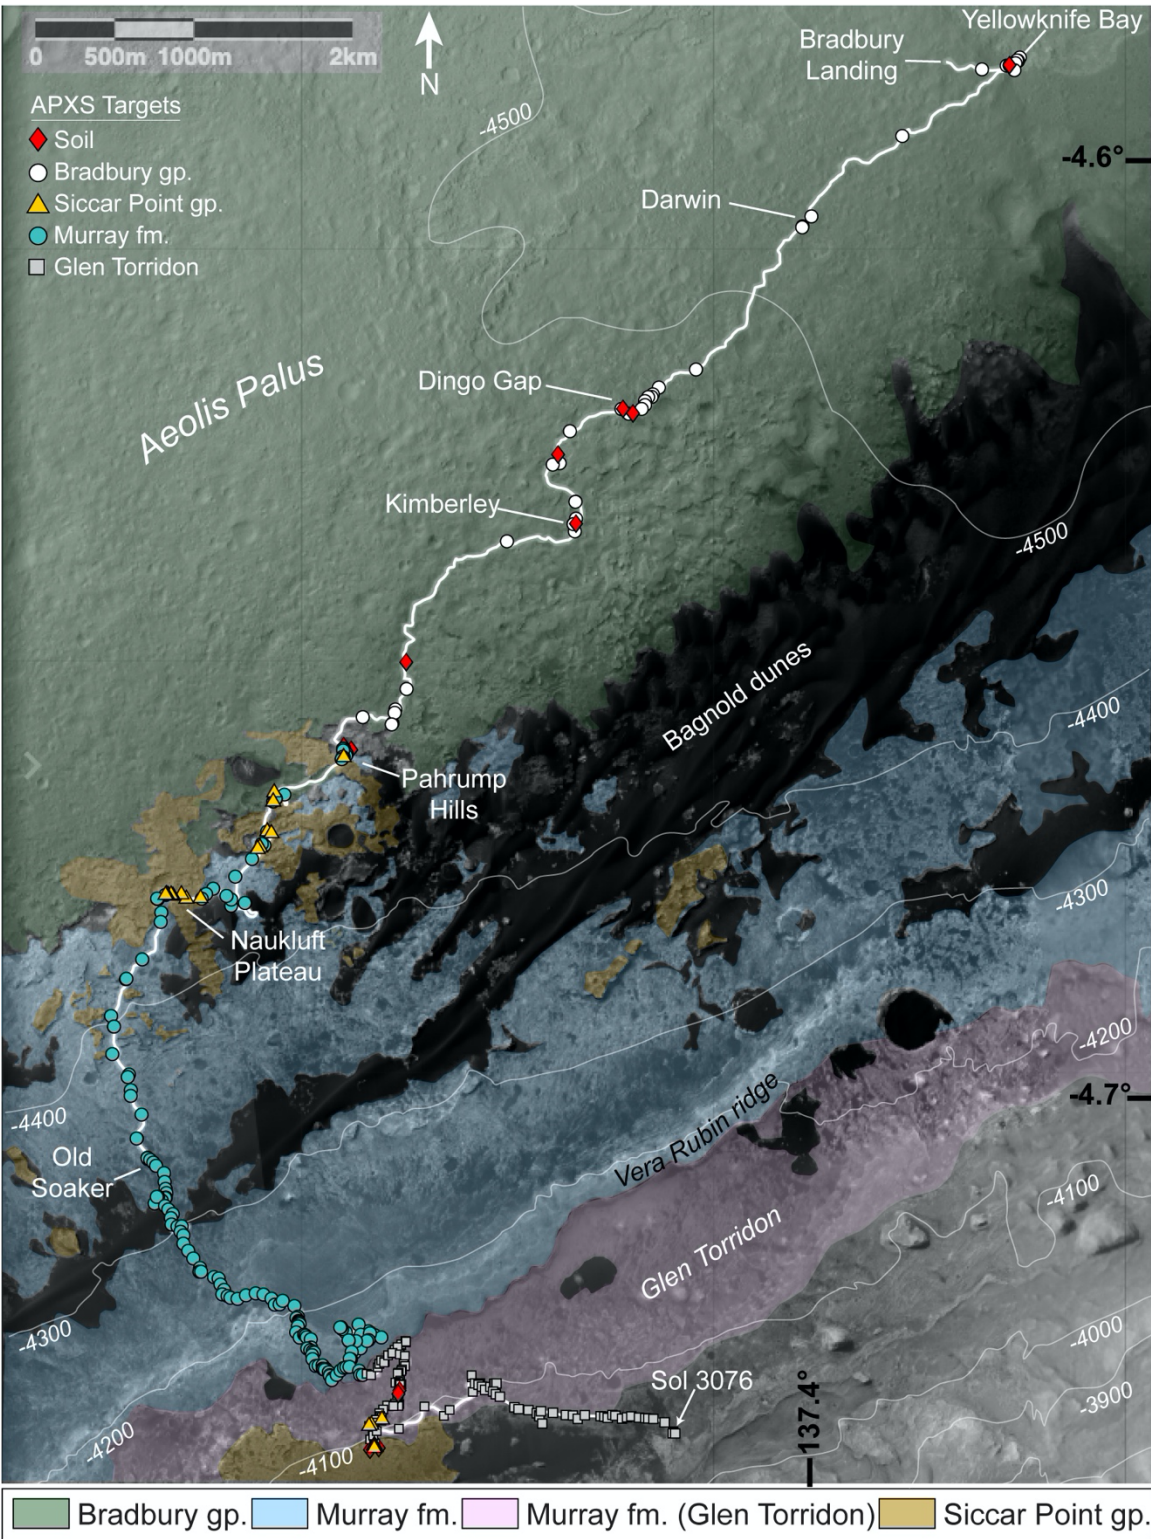 Yellowknife Bay
Bradbury
Landing
0 500m 1000m 2km
N
APXS Targets
Soil
Bradbury gp.
Siccar Point gp.
Murray fm.
Glen Torridon
-4500
-4.6°
Darwin
Dingo Gap
Aeolis Palus
Kimberley
-4500
Bagnold dunes
-4400
Pahrump
Hills
-4300
Naukluft
Plateau
-4200
-4.7°
-4400
Vera Rubin ridge
Old
Soaker
-4100
Glen Torridon
-4300
-4000
Sol 3076
-3900
137.4°
-4200
-4100
Bradbury gp. Murray fm. Murray fm. (Glen Torridon) Siccar Point gp.